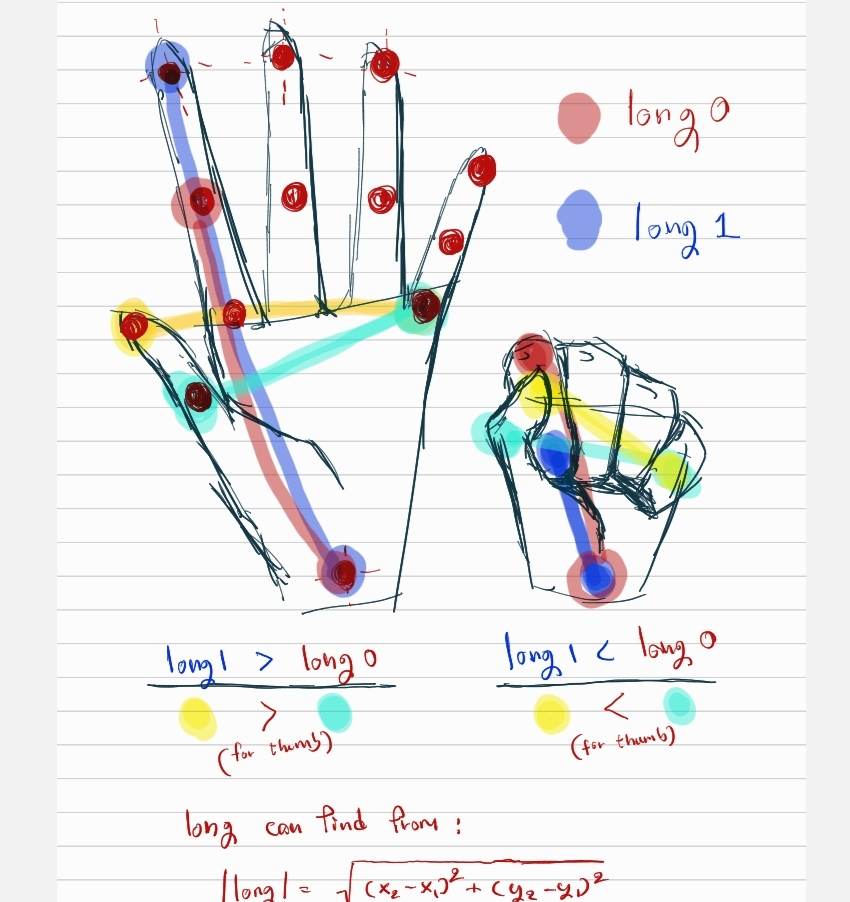 long 0
long 1
long 1 > long 0
>
(for thumb)
long 1 < long 0
<
(for thumb)
long can find from :
|long| = √(x₂-x₁)² + (y₂-y₁)²